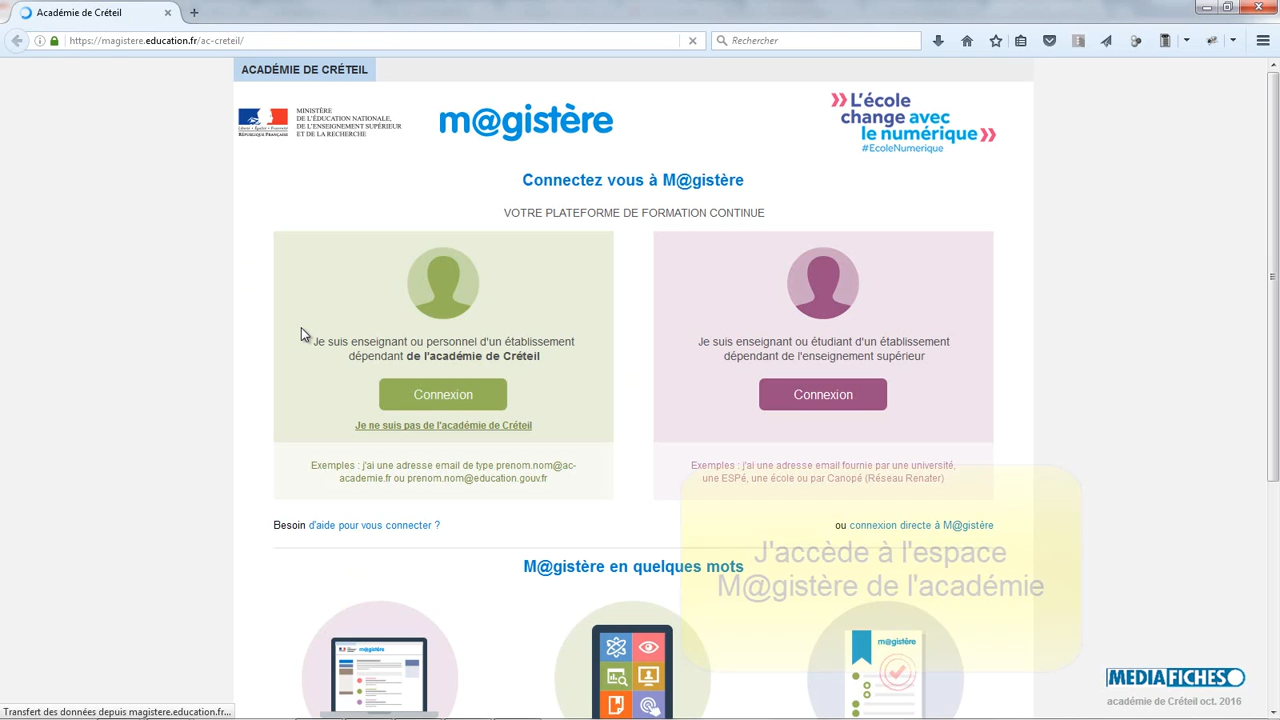 Académie de Créteil
https://magistere.education.fr/ac-creteil/
Rechercher
ACADÉMIE DE CRÉTEIL
Liberté • Égalité • Fraternité
RÉPUBLIQUE FRANÇAISE
MINISTÈRE
DE L'ÉDUCATION NATIONALE,
DE L'ENSEIGNEMENT SUPÉRIEUR
ET DE LA RECHERCHE
m@gistère
L'école
change avec
le numérique
#EcoleNumerique
Connectez vous à M@gistère
VOTRE PLATEFORME DE FORMATION CONTINUE
Je suis enseignant ou personnel d'un établissement
dépendant de l'académie de Créteil
Connexion
Je ne suis pas de l'académie de Créteil
Exemples : j'ai une adresse email de type prenom.nom@ac-
academie.fr ou prenom.nom@education.gouv.fr
Je suis enseignant ou étudiant d'un établissement
dépendant de l'enseignement supérieur
Connexion
Exemples : j'ai une adresse email fournie par une université,
une ESPé, une école ou par Canopé (Réseau Renater)
Besoin d'aide pour vous connecter ?
ou connexion directe à M@gistère
J'accède à l'espace
M@gistère de l'académie
M@gistère en quelques mots
m@gistère
m@gistère
MEDIAFICHES
académie de Créteil oct. 2016
Transfert des données depuis magistere.education.fr...